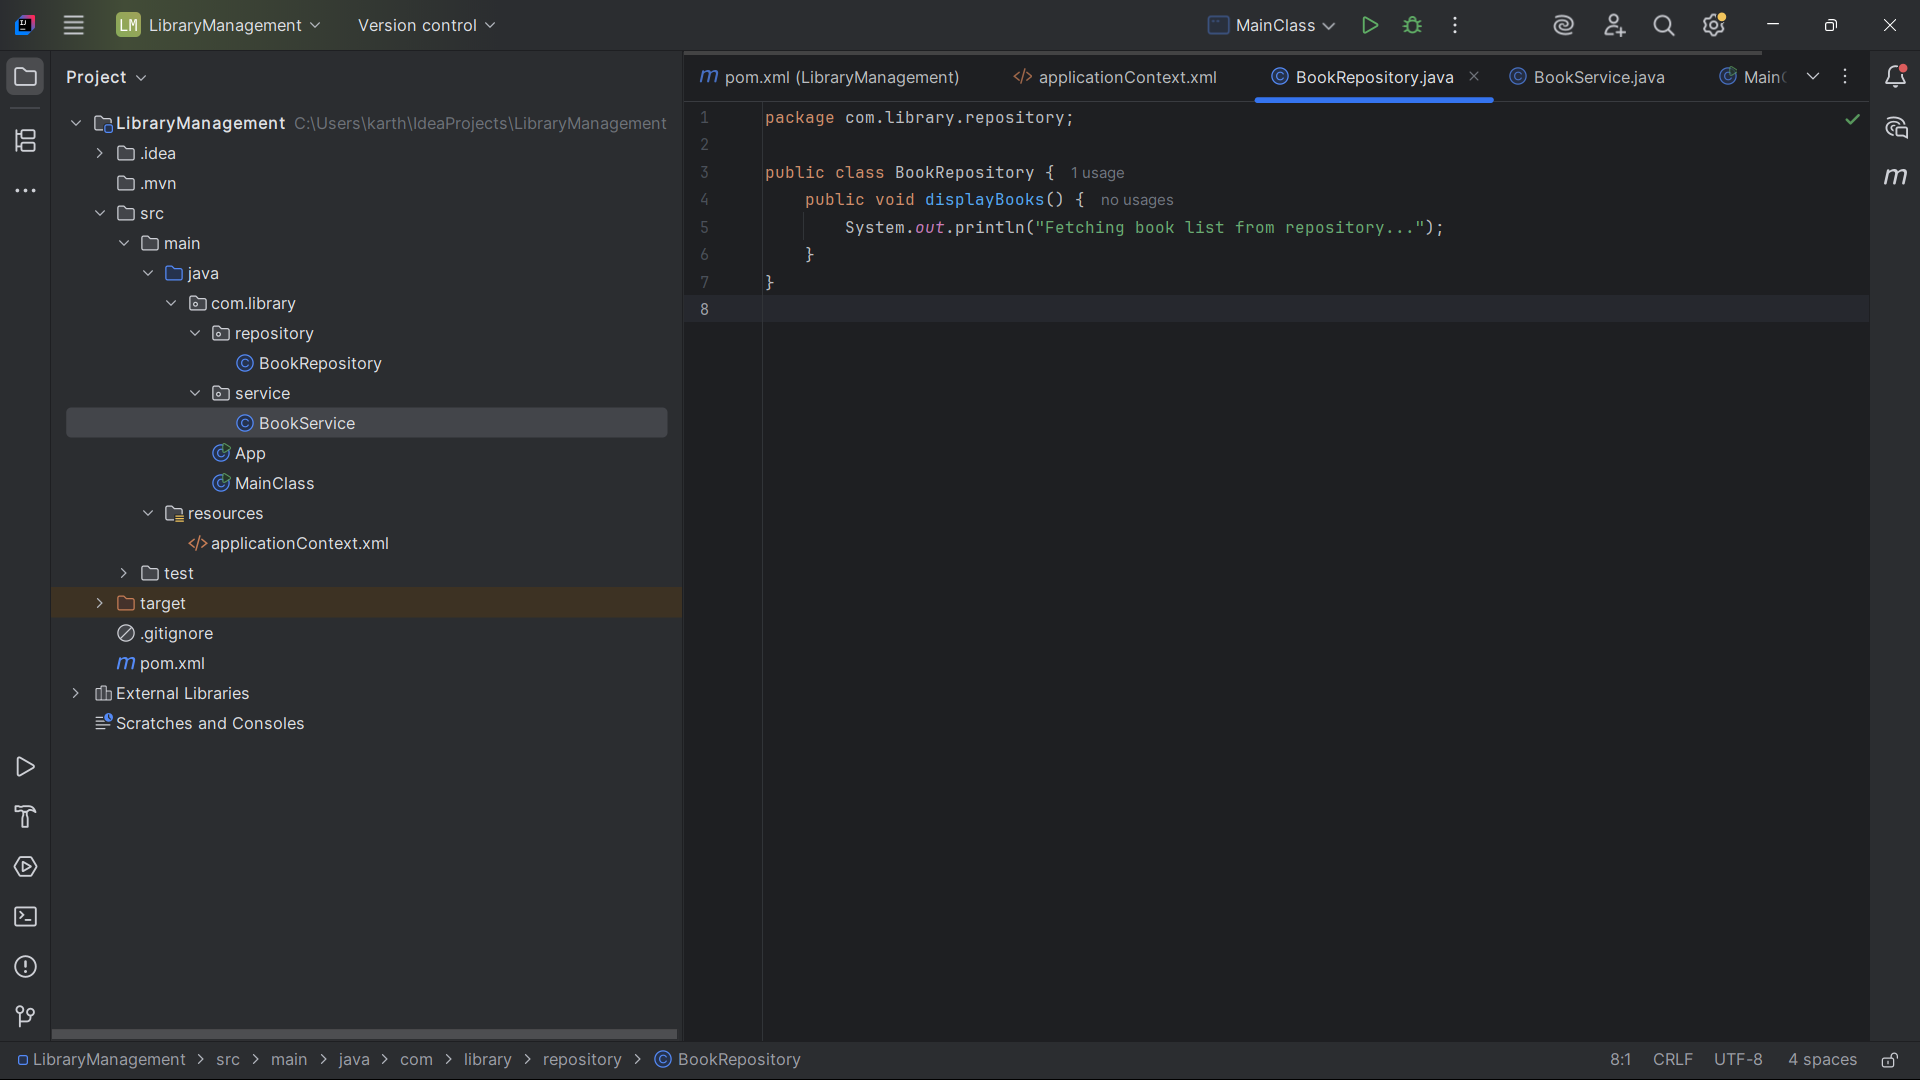 LM LibraryManagement
Version control
MainClass
Project
LibraryManagement C:\Users\karth\IdeaProjects\LibraryManagement
.idea
.mvn
src
main
java
com.library
repository
BookRepository
service
BookService
App
MainClass
resources
applicationContext.xml
test
target
.gitignore
pom.xml
External Libraries
Scratches and Consoles
pom.xml (LibraryManagement)
applicationContext.xml
BookRepository.java
BookService.java
Main
1 package com.library.repository;
2
3 public class BookRepository { 1 usage
4 public void displayBooks() { no usages
5 System.out.println("Fetching book list from repository...");
6 }
7 }
8
LibraryManagement > src > main > java > com > library > repository > BookRepository
8:1 CRLF UTF-8 4 spaces